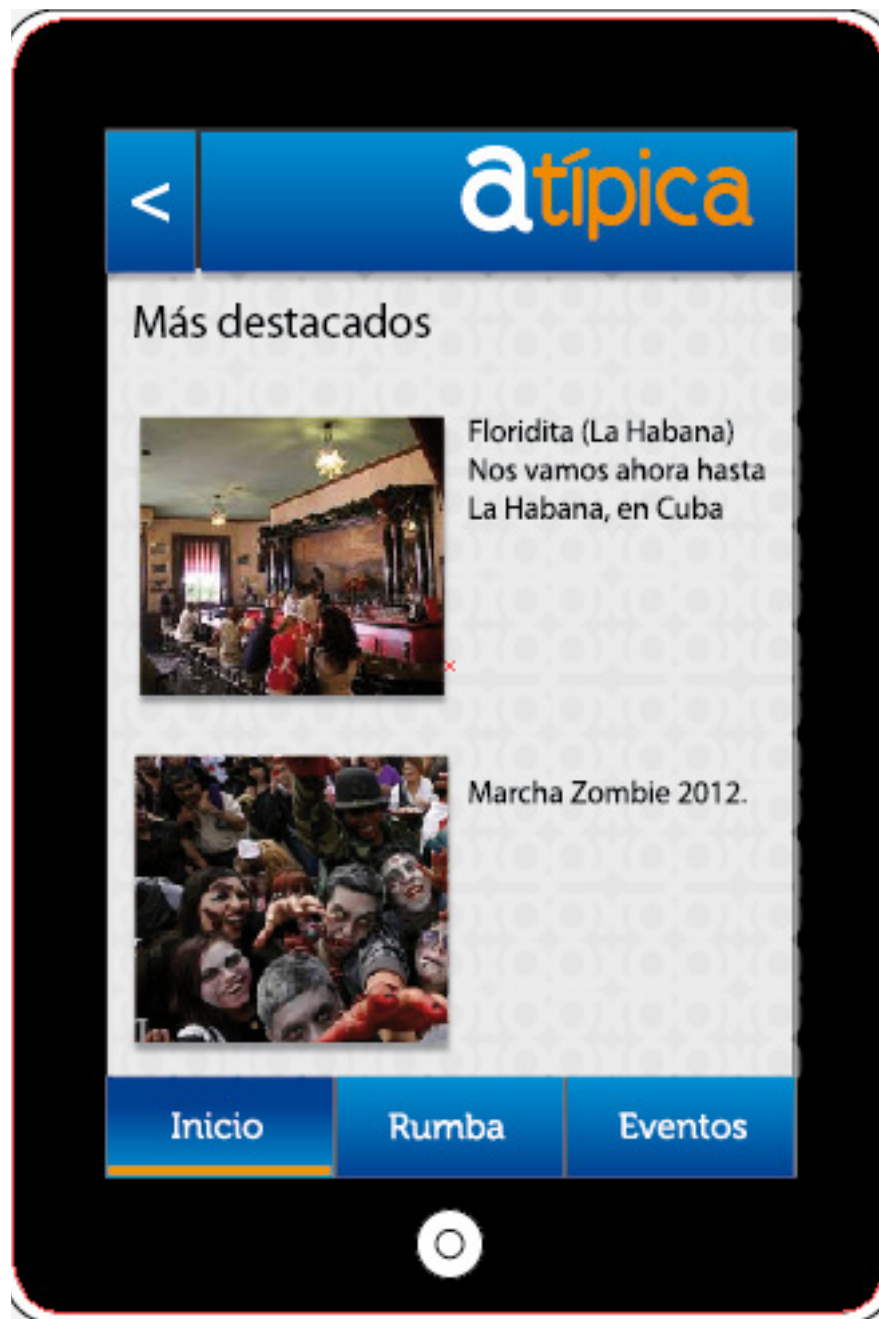 <
atípica
Más destacados
Floridita (La Habana)
Nos vamos ahora hasta
La Habana, en Cuba
Marcha Zombie 2012.
Inicio
Rumba
Eventos